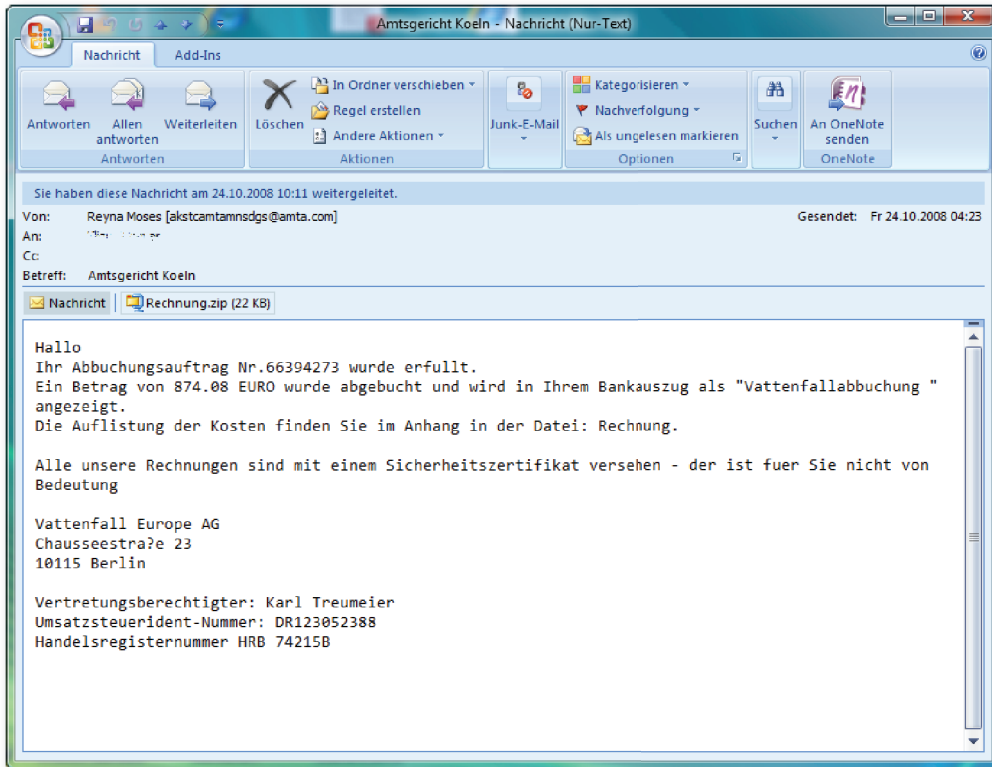 Amtsgericht Koeln - Nachricht (Nur-Text)
Nachricht Add-Ins
Antworten
Allen antworten
Weiterleiten
Antworten
Löschen
In Ordner verschieben
Regel erstellen
Andere Aktionen
Aktionen
Junk-E-Mail
Kategorisieren
Nachverfolgung
Als ungelesen markieren
Optionen
Suchen
An OneNote senden
OneNote
Sie haben diese Nachricht am 24.10.2008 10:11 weitergeleitet.
Von: Reyna Moses [akstcamtamnsdgs@amta.com] Gesendet: Fr 24.10.2008 04:23
An:
Cc:
Betreff: Amtsgericht Koeln
Nachricht Rechnung.zip (22 KB)
Hallo
Ihr Abbuchungsauftrag Nr.66394273 wurde erfullt.
Ein Betrag von 874.08 EURO wurde abgebucht und wird in Ihrem Bankauszug als "Vattenfallabbuchung "
angezeigt.
Die Auflistung der Kosten finden Sie im Anhang in der Datei: Rechnung.
Alle unsere Rechnungen sind mit einem Sicherheitszertifikat versehen - der ist fuer Sie nicht von
Bedeutung
Vattenfall Europe AG
Chausseestra?e 23
10115 Berlin
Vertretungsberechtigter: Karl Treumeier
Umsatzsteuerident-Nummer: DR123052388
Handelsregisternummer HRB 74215B